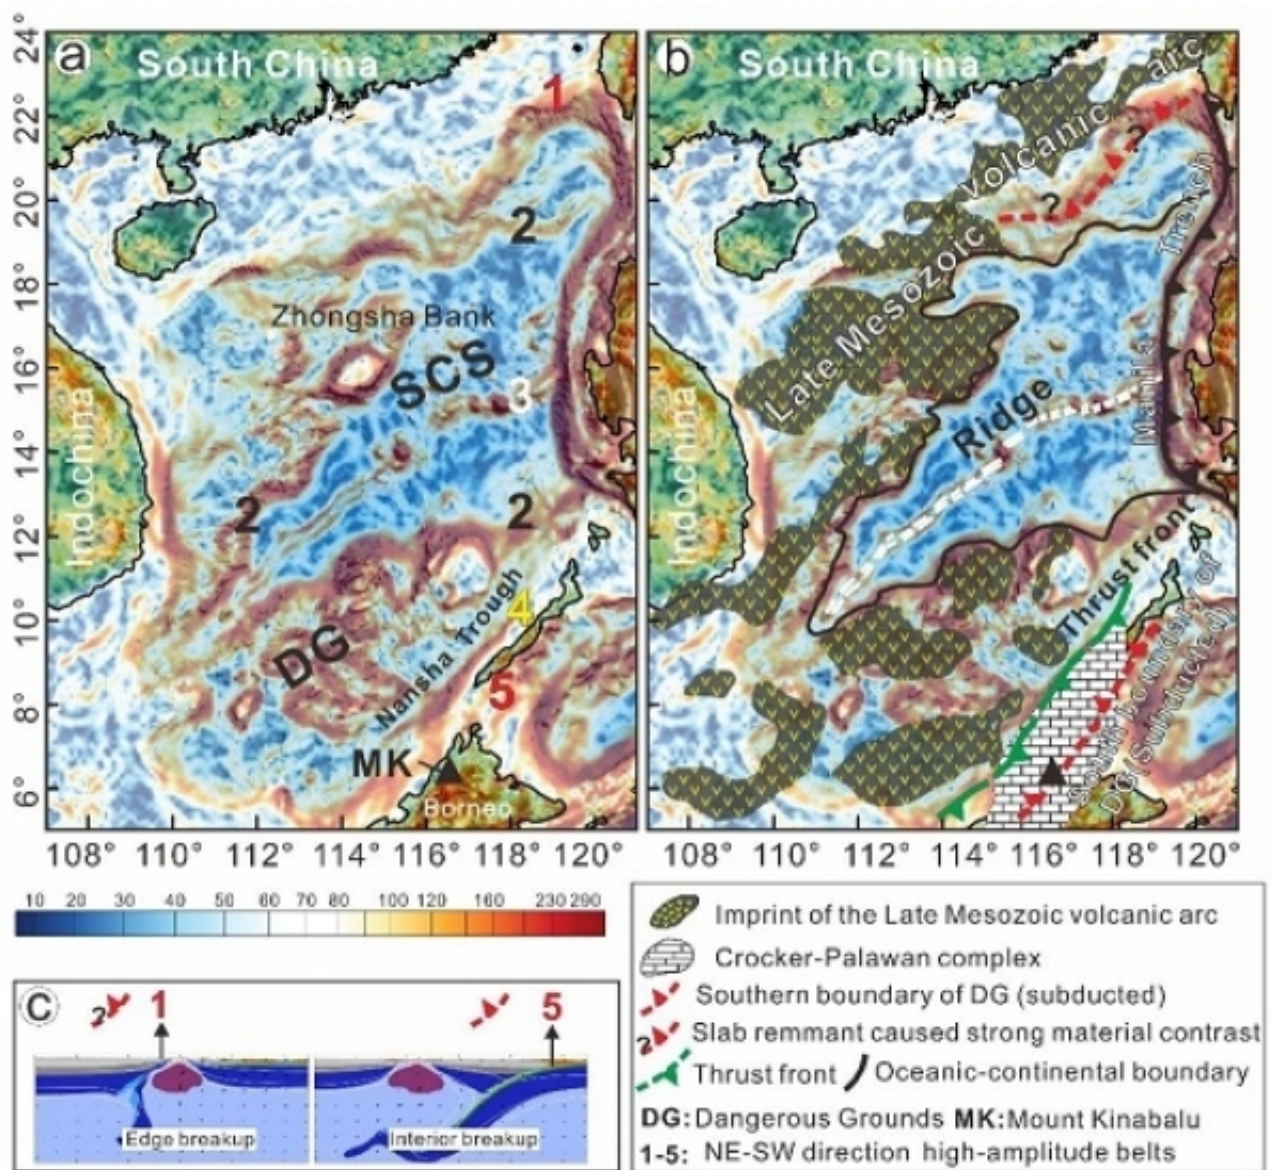 a
South China
1
2
Zhongsha Bank
SCS
3
Indochina
2
2
4
DG
Nansha Trough
5
MK
Borneo
24°
22°
20°
18°
16°
14°
12°
10°
8°
6°
108° 110° 112° 114° 116° 118° 120°
b
South China
Late Mesozoic volcanic arc
?
?
Manila Trench
Ridge
Indochina
Thrust front
South boundary of
DG(Subducted)
108° 110° 112° 114° 116° 118° 120°
10 20 30 40 50 60 70 80 100 120 160 230 290
C
? 1
5
Edge breakup
Interior breakup
Imprint of the Late Mesozoic volcanic arc
Crocker-Palawan complex
Southern boundary of DG (subducted)
? Slab remmant caused strong material contrast
Thrust front Oceanic-continental boundary
DG: Dangerous Grounds MK: Mount Kinabalu
1-5: NE-SW direction high-amplitude belts